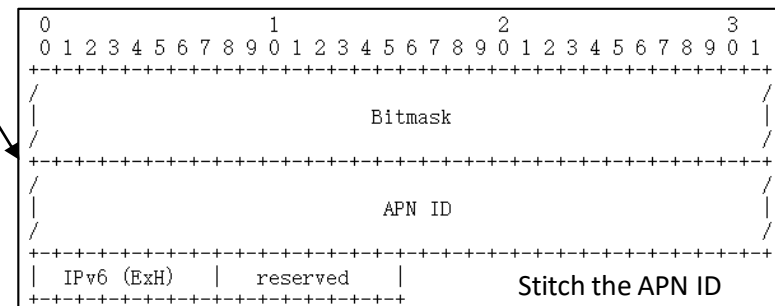 0                   1                   2                   3
0 1 2 3 4 5 6 7 8 9 0 1 2 3 4 5 6 7 8 9 0 1 2 3 4 5 6 7 8 9 0 1
+-+-+-+-+-+-+-+-+-+-+-+-+-+-+-+-+-+-+-+-+-+-+-+-+-+-+-+-+-+-+-+-+
/                                                               /
|                            Bitmask                            |
/                                                               /
+-+-+-+-+-+-+-+-+-+-+-+-+-+-+-+-+-+-+-+-+-+-+-+-+-+-+-+-+-+-+-+-+
/                                                               /
|                             APN ID                            |
/                                                               /
+-+-+-+-+-+-+-+-+-+-+-+-+-+-+-+-+-+-+-+-+-+-+-+-+-+-+-+-+-+-+-+-+
|  IPv6 (ExH)   |   reserved    |   Stitch the APN ID
+-+-+-+-+-+-+-+-+-+-+-+-+-+-+-+-+